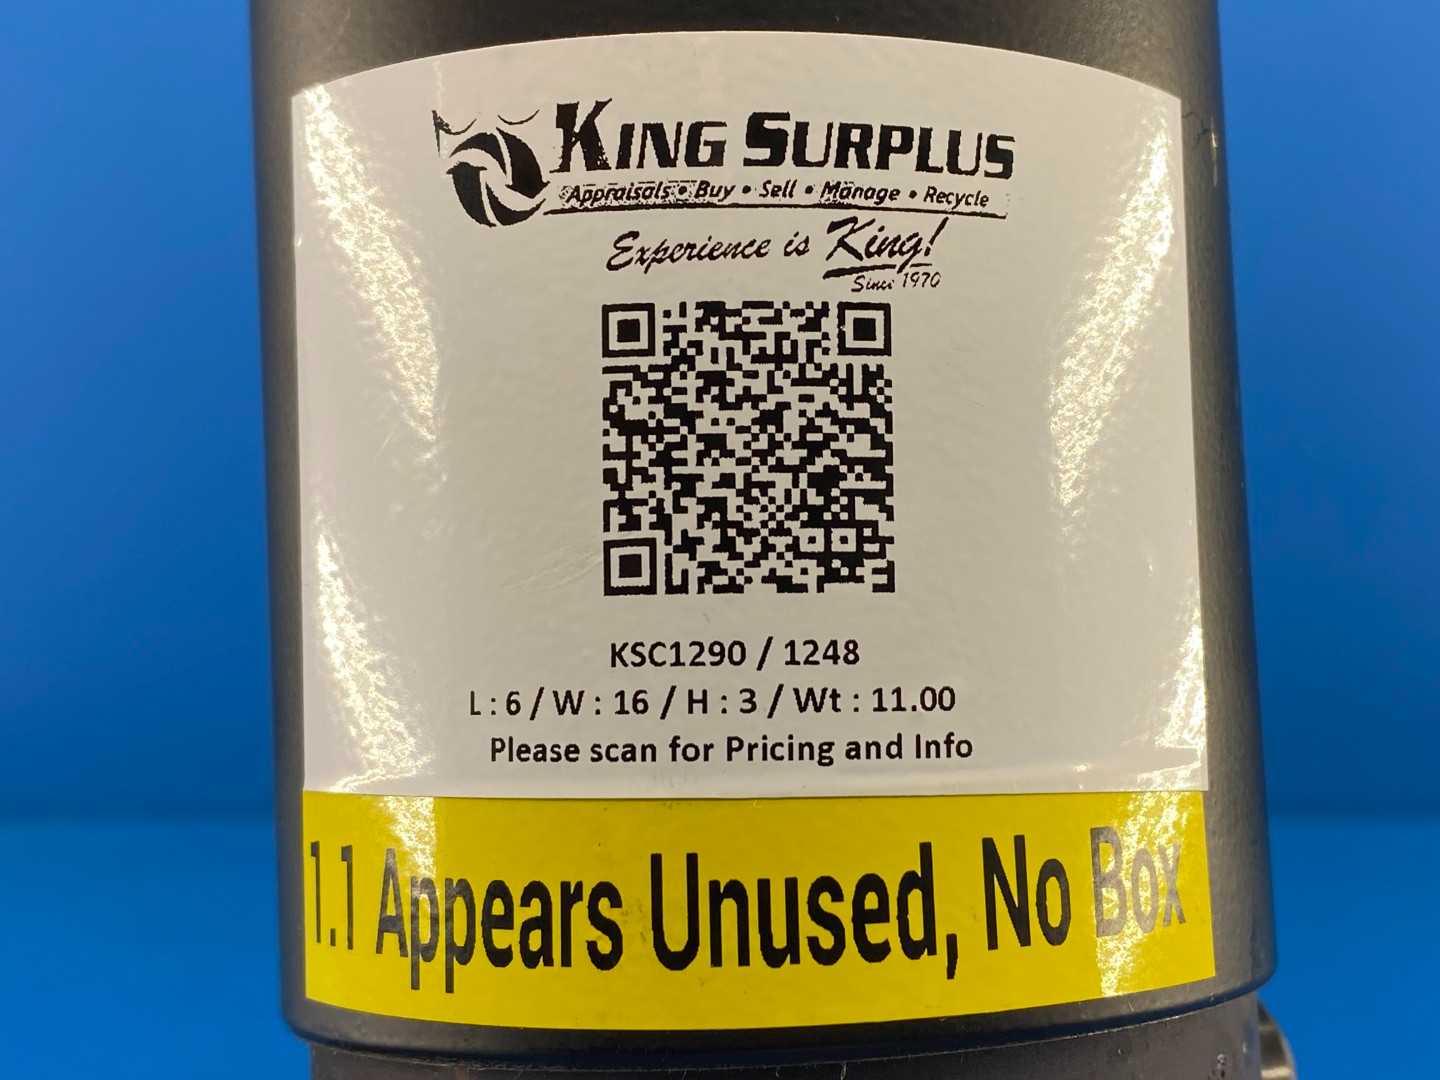 KING SURPLUS
Appraisals • Buy • Sell • Manage • Recycle
Experience is King!
Since 1970
KSC1290 / 1248
L : 6 / W : 16 / H : 3 / Wt : 11.00
Please scan for Pricing and Info
1.1 Appears Unused, No Box